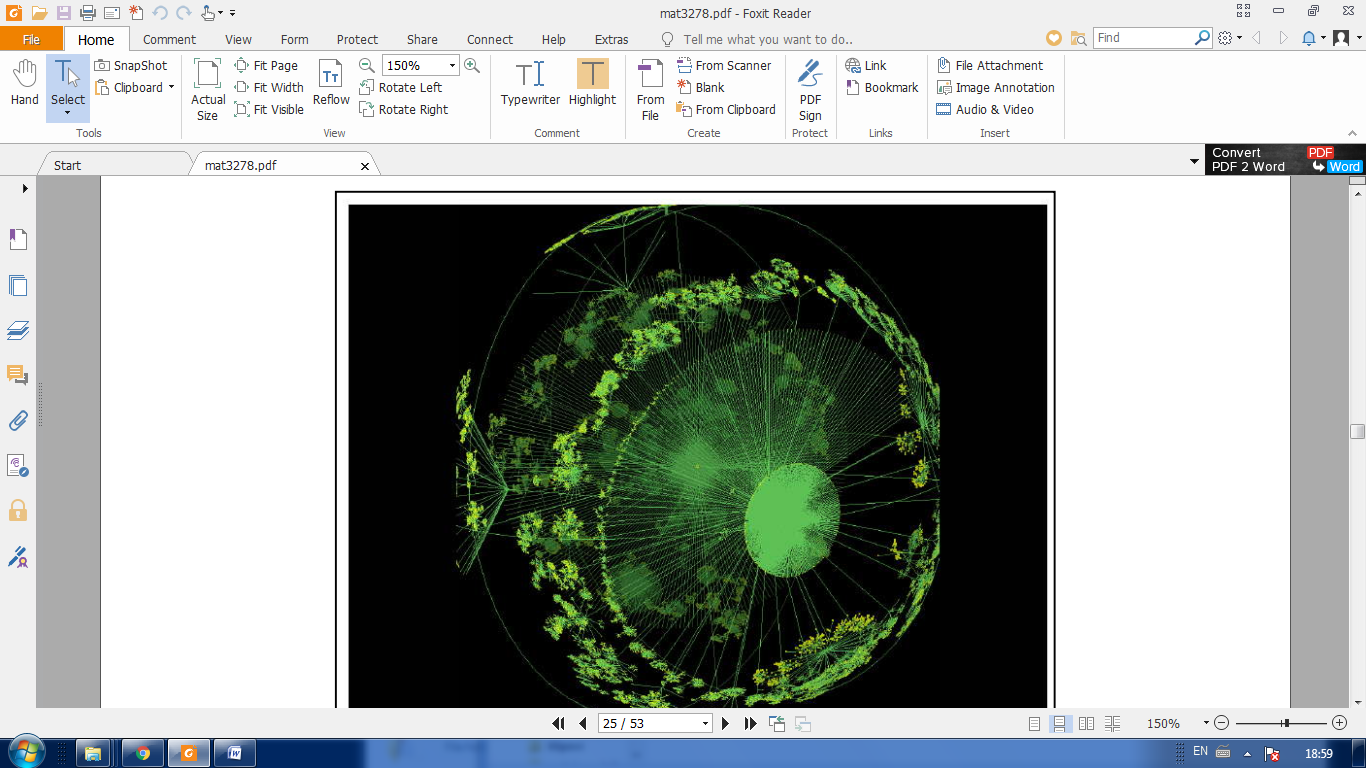 mat3278.pdf - Foxit Reader
File Home Comment View Form Protect Share Connect Help Extras Tell me what you want to do.. Find
Hand
Select
SnapShot
Clipboard
Tools
Actual Size
Fit Page
Fit Width
Fit Visible
Reflow
150%
Rotate Left
Rotate Right
View
Typewriter
Highlight
Comment
From File
From Scanner
Blank
From Clipboard
Create
PDF Sign
Protect
Link
Bookmark
Links
File Attachment
Image Annotation
Audio & Video
Insert
Start
mat3278.pdf
Convert
PDF 2 Word
PDF
Word
25 / 53
150%
EN
18:59